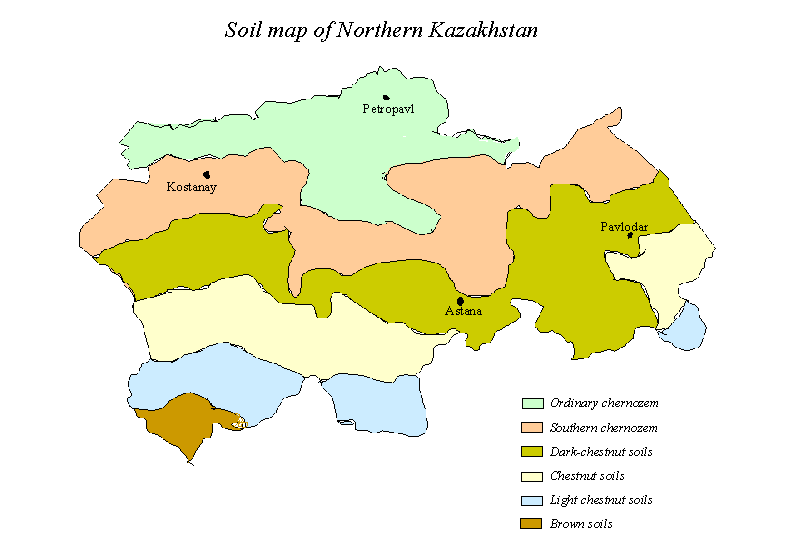 Soil map of Northern Kazakhstan
Petropavl
Kostanay
Pavlodar
Astana
Ordinary chernozem
Southern chernozem
Dark-chestnut soils
Chestnut soils
Light chestnut soils
Brown soils